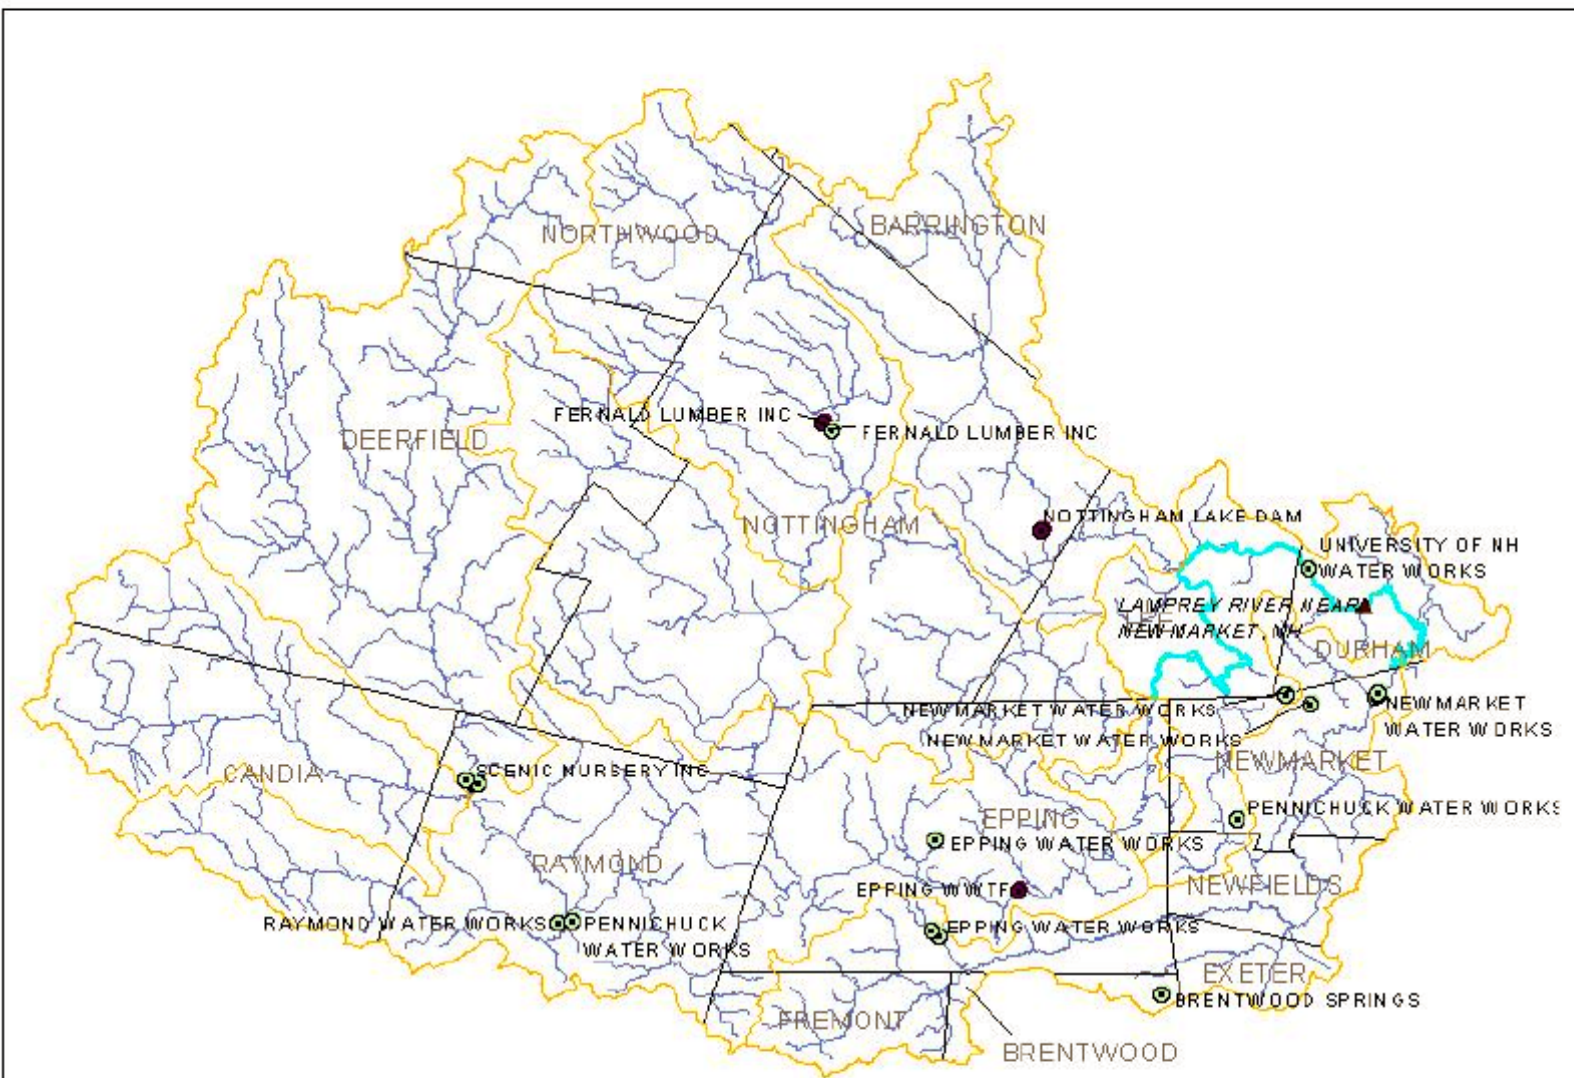 BARRINGTON
NORTHWOOD
FERNALD LUMBER INC
FERNALD LUMBER INC
DEERFIELD
NOTTINGHAM
NOTTINGHAM LAKE DAM
UNIVERSITY OF NH
WATER WORKS
LAMPREY RIVER NEAR
LEE
NEWMARKET, NH
DURHAM
NEWMARKET WATER WORKS
NEWMARKET
WATER WORKS
NEWMARKET WATER WORKS
NEWMARKET
CANDIA
SCENIC NURSERY INC
PENNICHUCK WATER WORKS
EPPING
EPPING WATER WORKS
RAYMOND
EPPING WWTF
NEWFIELDS
RAYMOND WATER WORKS
PENNICHUCK
WATER WORKS
EPPING WATER WORKS
EXETER
BRENTWOOD SPRINGS
FREMONT
BRENTWOOD